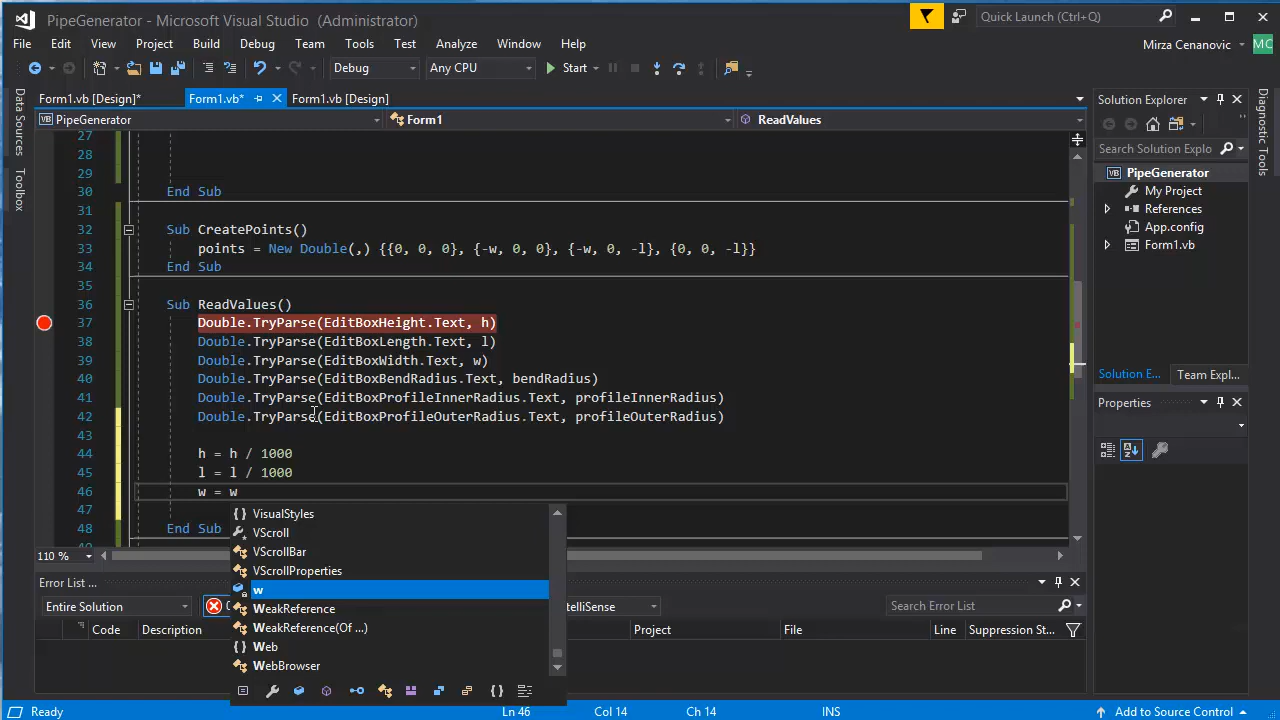 PipeGenerator - Microsoft Visual Studio (Administrator)
Quick Launch (Ctrl+Q)
File Edit View Project Build Debug Team Tools Test Analyze Window Help
Mirza Cenanovic
MC
Debug Any CPU Start
Form1.vb [Design]* Form1.vb* Form1.vb [Design]
PipeGenerator Form1 ReadValues
27
28
29
30 End Sub
31
32 Sub CreatePoints()
33 points = New Double(,) {{0, 0, 0}, {-w, 0, 0}, {-w, 0, -l}, {0, 0, -l}}
34 End Sub
35
36 Sub ReadValues()
37 Double.TryParse(EditBoxHeight.Text, h)
38 Double.TryParse(EditBoxLength.Text, l)
39 Double.TryParse(EditBoxWidth.Text, w)
40 Double.TryParse(EditBoxBendRadius.Text, bendRadius)
41 Double.TryParse(EditBoxProfileInnerRadius.Text, profileInnerRadius)
42 Double.TryParse(EditBoxProfileOuterRadius.Text, profileOuterRadius)
43
44 h = h / 1000
45 l = l / 1000
46 w = w
47
48 End Sub
VisualStyles
VScroll
VScrollBar
VScrollProperties
w
WeakReference
WeakReference(Of ...)
Web
WebBrowser
110 %
Error List ...
Entire Solution
Search Error List
Code Description Project File Line Suppression St...
Data Sources
Toolbox
Solution Explorer
Search Solution Explo
PipeGenerator
My Project
References
App.config
Form1.vb
Solution E... Team Expl...
Properties
Diagnostic Tools
Ready Ln 46 Col 14 Ch 14 INS Add to Source Control